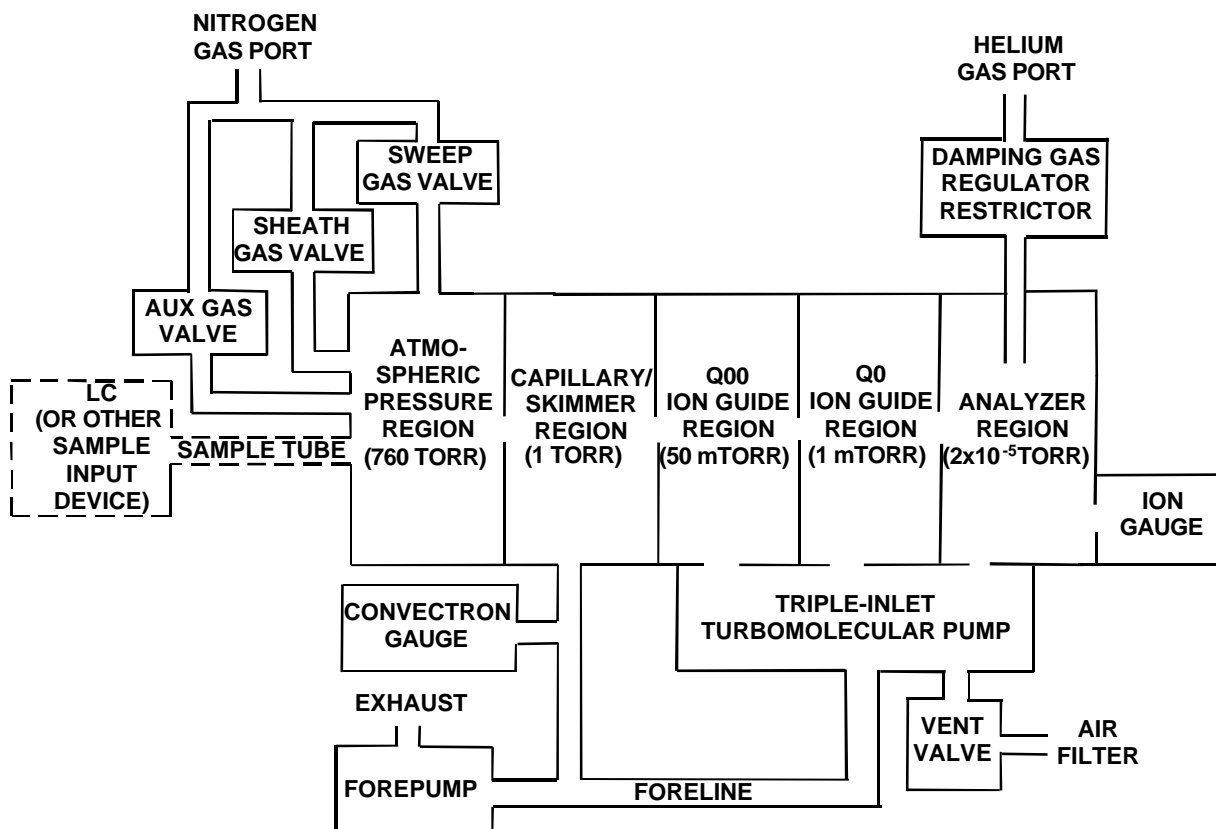 NITROGEN
GAS PORT
HELIUM
GAS PORT
SWEEP
GAS VALVE
DAMPING GAS
REGULATOR
RESTRICTOR
SHEATH
GAS VALVE
AUX GAS
VALVE
LC
(OR OTHER
SAMPLE
INPUT
DEVICE)
SAMPLE TUBE
ATMO-
SPHERIC
PRESSURE
REGION
(760 TORR)
CAPILLARY/
SKIMMER
REGION
(1 TORR)
Q00
ION GUIDE
REGION
(50 mTORR)
Q0
ION GUIDE
REGION
(1 mTORR)
ANALYZER
REGION
(2x10⁻⁵TORR)
ION
GAUGE
CONVECTRON
GAUGE
TRIPLE-INLET
TURBOMOLECULAR PUMP
EXHAUST
FOREPUMP
FORELINE
VENT
VALVE
AIR
FILTER